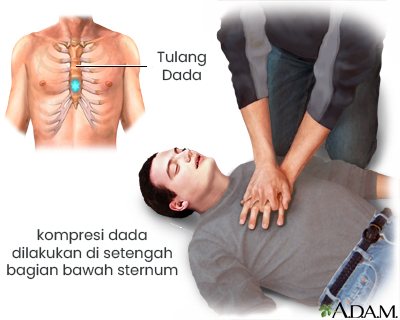 Tulang
Dada
kompresi dada
dilakukan di setengah
bagian bawah sternum
A.D.A.M.